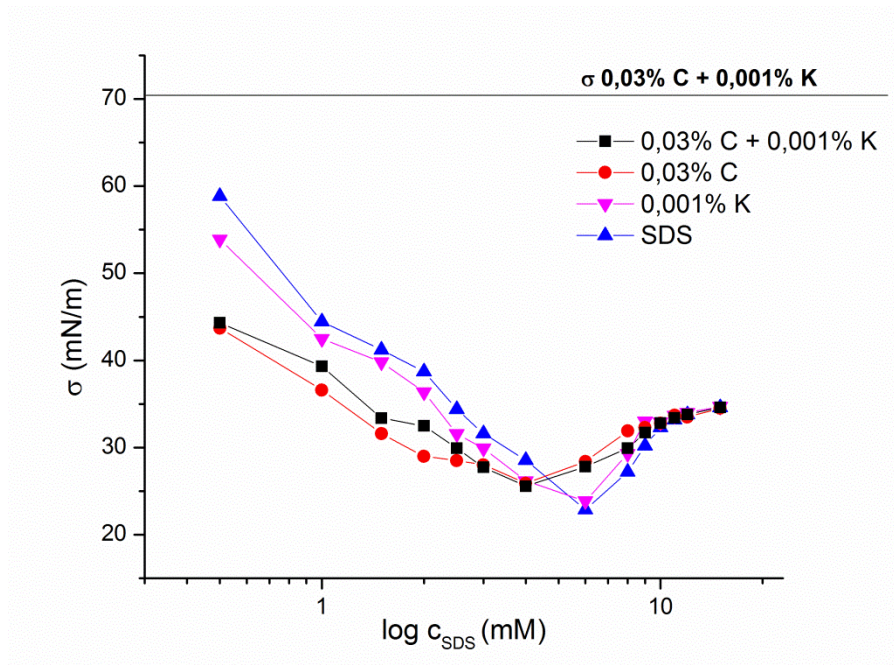 σ 0,03% C + 0,001% K
70
0,03% C + 0,001% K
0,03% C
0,001% K
SDS
60
50
40
30
20
σ (mN/m)
1
10
log c_SDS (mM)